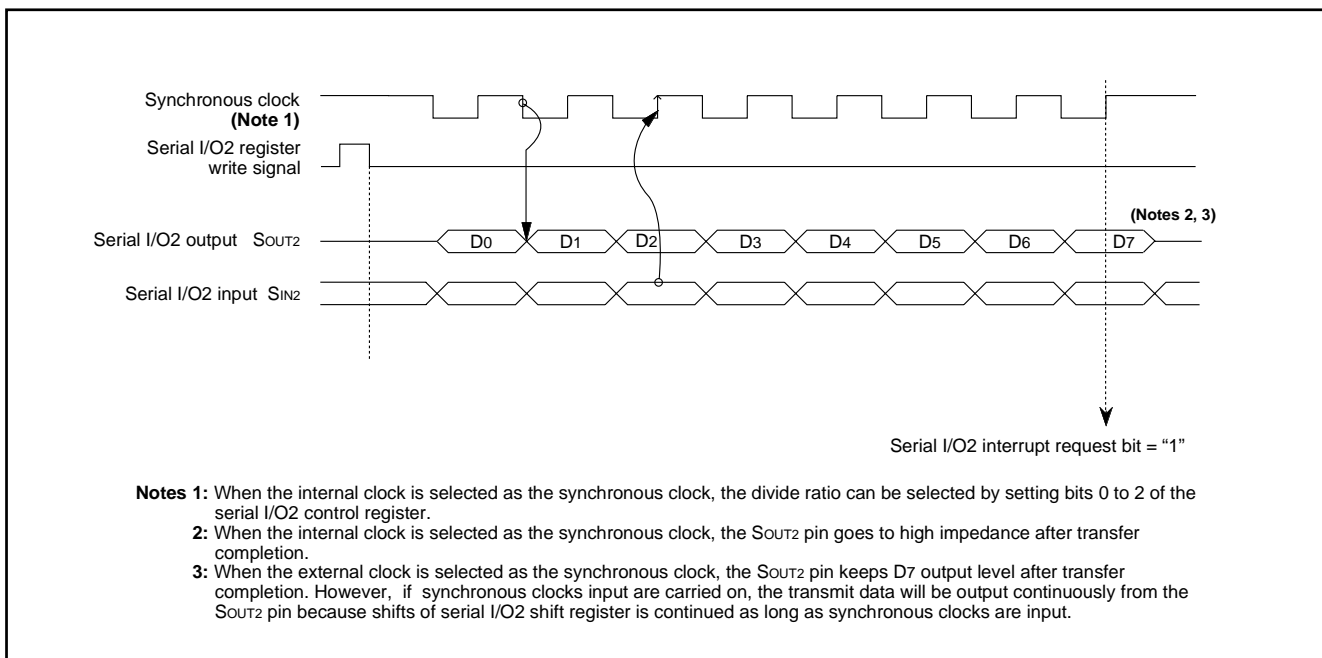 Synchronous clock
(Note 1)
Serial I/O2 register
write signal
(Notes 2, 3)
Serial I/O2 output SOUT2
D0 D1 D2 D3 D4 D5 D6 D7
Serial I/O2 input SIN2
Serial I/O2 interrupt request bit = “1”
Notes 1: When the internal clock is selected as the synchronous clock, the divide ratio can be selected by setting bits 0 to 2 of the
serial I/O2 control register.
2: When the internal clock is selected as the synchronous clock, the SOUT2 pin goes to high impedance after transfer
completion.
3: When the external clock is selected as the synchronous clock, the SOUT2 pin keeps D7 output level after transfer
completion. However, if synchronous clocks input are carried on, the transmit data will be output continuously from the
SOUT2 pin because shifts of serial I/O2 shift register is continued as long as synchronous clocks are input.